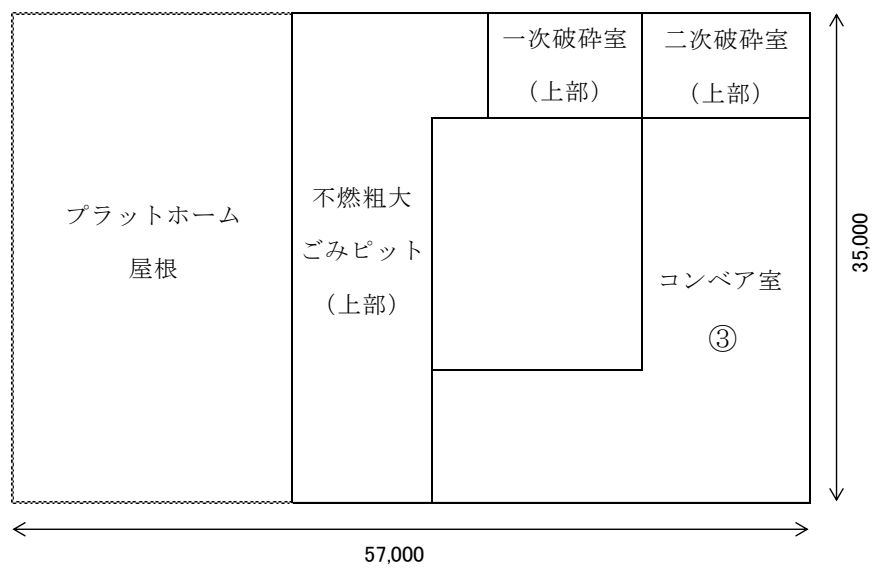 一次破砕室
（上部）
二次破砕室
（上部）
プラットホーム
屋根
不燃粗大
ごみピット
（上部）
コンベア室
③
35,000
57,000